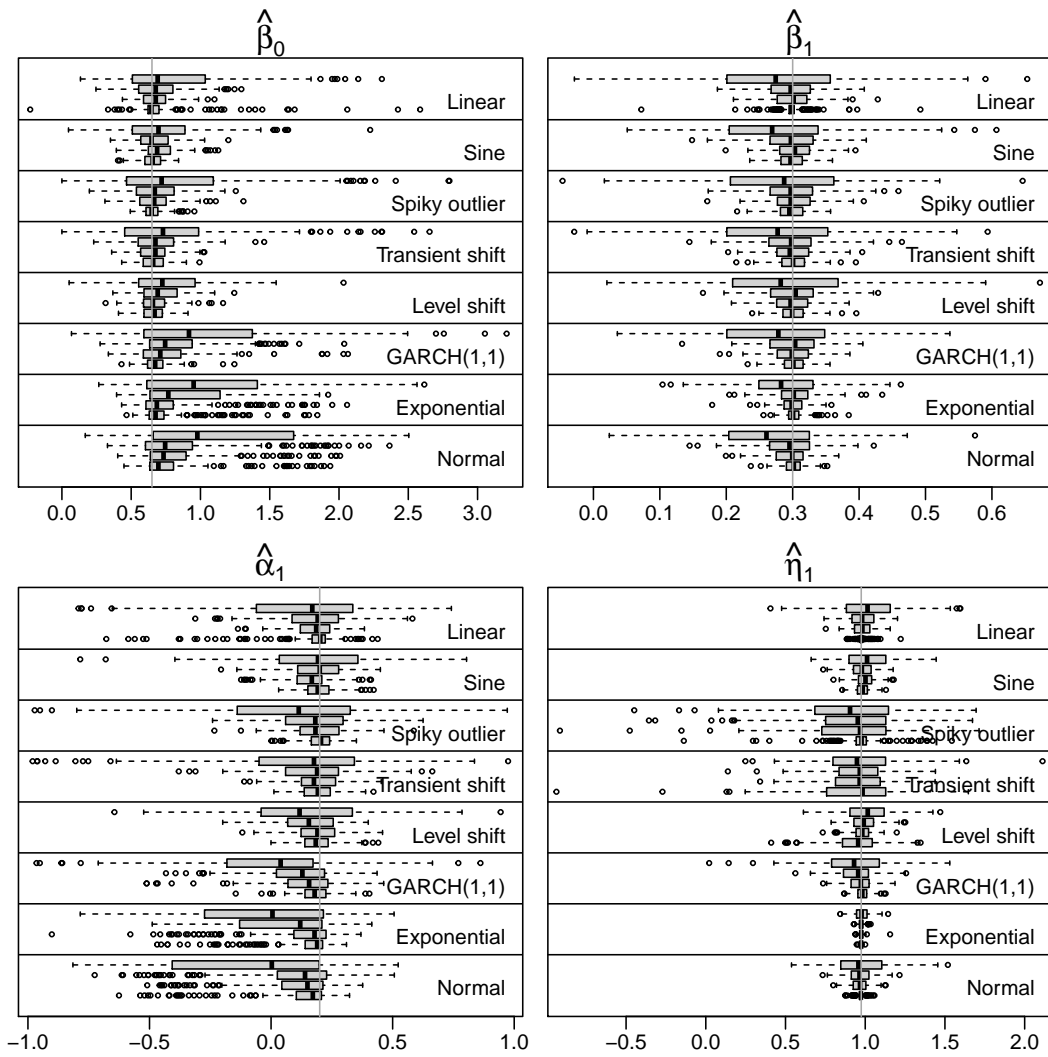 β̂₀
Linear
Sine
Spiky outlier
Transient shift
Level shift
GARCH(1,1)
Exponential
Normal
0.0 0.5 1.0 1.5 2.0 2.5 3.0
β̂₁
Linear
Sine
Spiky outlier
Transient shift
Level shift
GARCH(1,1)
Exponential
Normal
0.0 0.1 0.2 0.3 0.4 0.5 0.6
α̂₁
Linear
Sine
Spiky outlier
Transient shift
Level shift
GARCH(1,1)
Exponential
Normal
−1.0 −0.5 0.0 0.5 1.0
η̂₁
Linear
Sine
Spiky outlier
Transient shift
Level shift
GARCH(1,1)
Exponential
Normal
−0.5 0.0 0.5 1.0 1.5 2.0